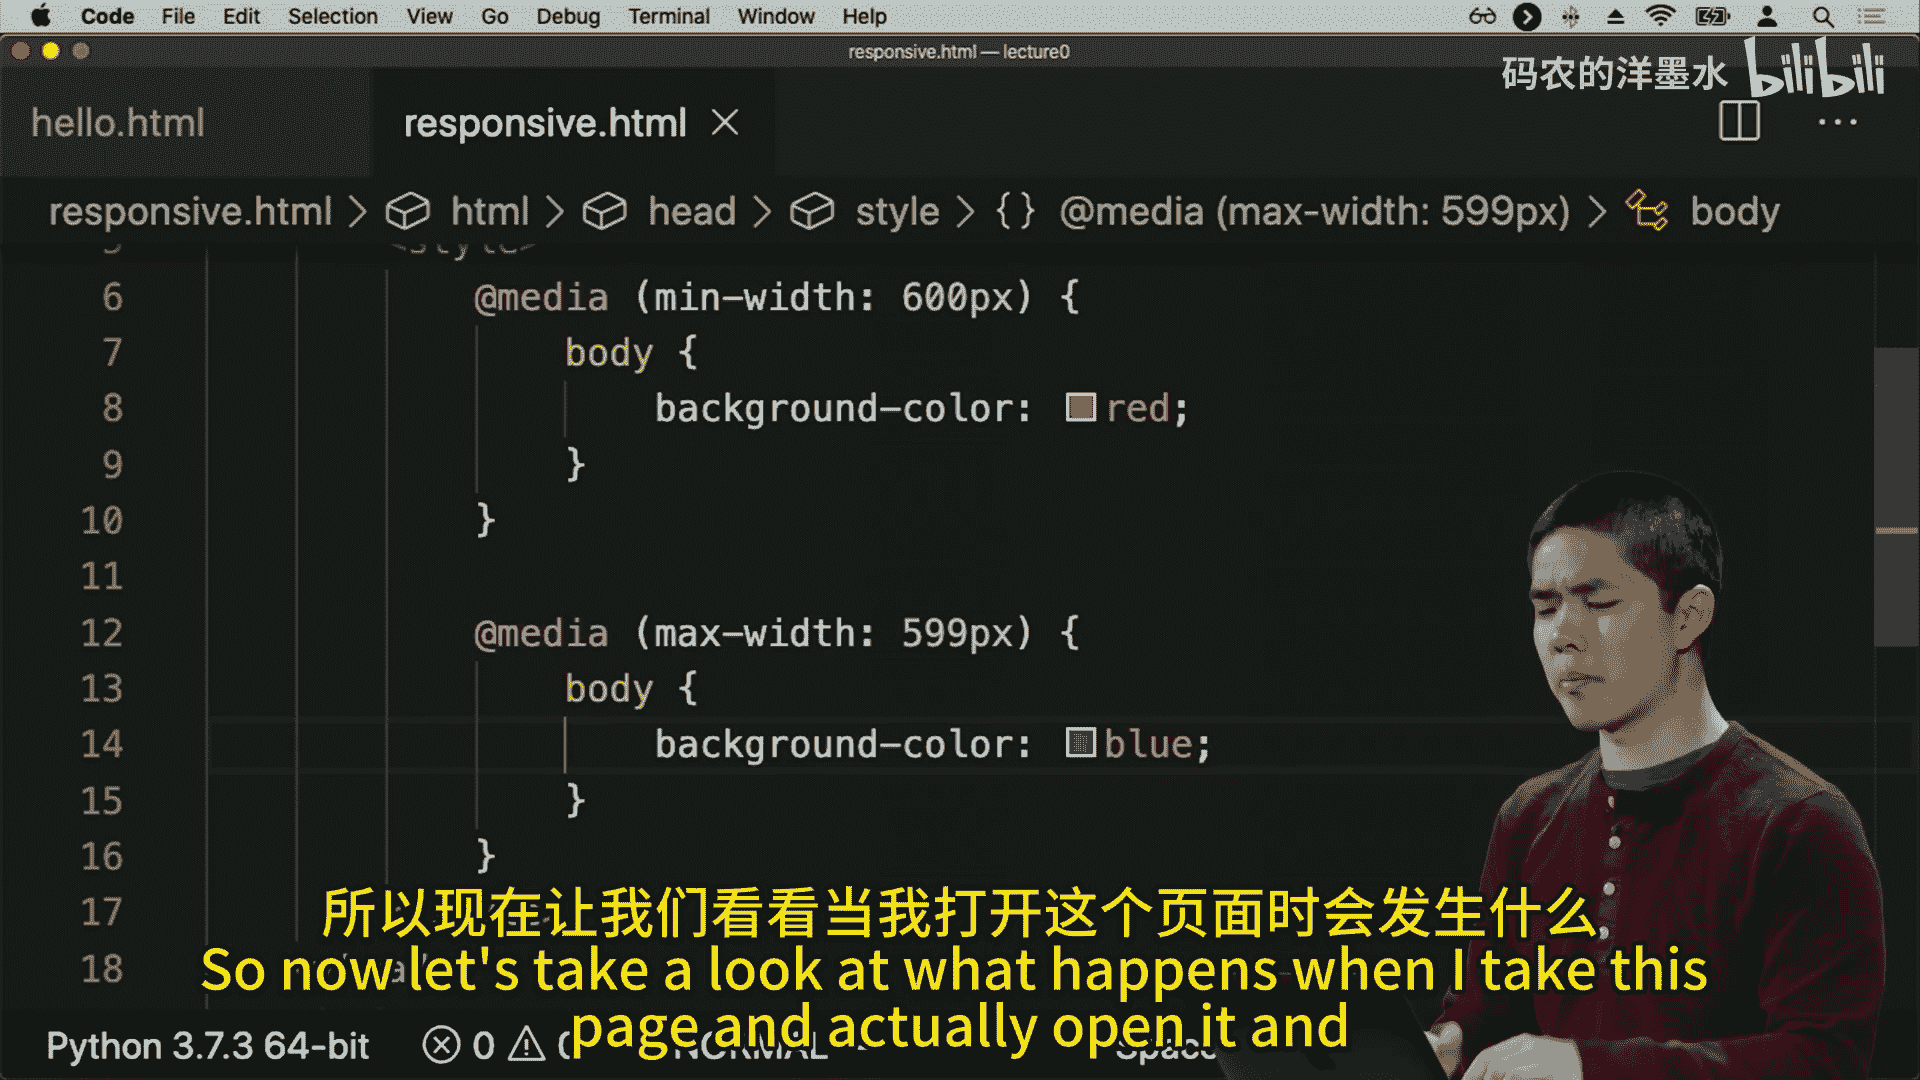 Code File Edit Selection View Go Debug Terminal Window Help
responsive.html — lecture0
码农的洋墨水 bilibili
hello.html responsive.html
responsive.html > html > head > style > {} @media (max-width: 599px) > body
5 <style>
6 @media (min-width: 600px) {
7 body {
8 background-color: red;
9 }
10 }
11
12 @media (max-width: 599px) {
13 body {
14 background-color: blue;
15 }
16 }
17
18
所以现在让我们看看当我打开这个页面时会发生什么
So now let's take a look at what happens when I take this
page and actually open it and
Python 3.7.3 64-bit 0 NORMAL